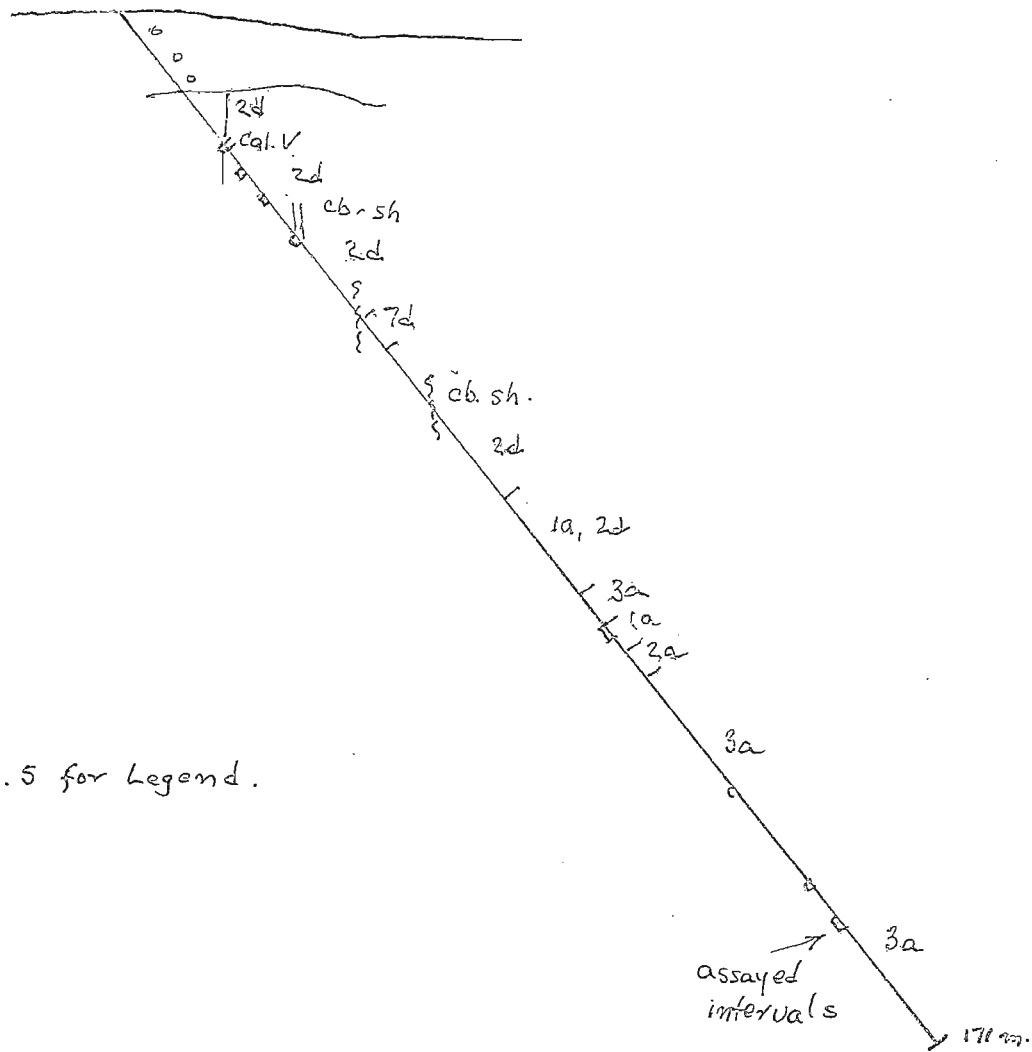 2d
cal. V
2d
cb. sh
2d
7d
cb. sh.
2d
1a, 2d
3a
1a
3a
.5 for Legend.
3a
assayed
intervals
171 m.